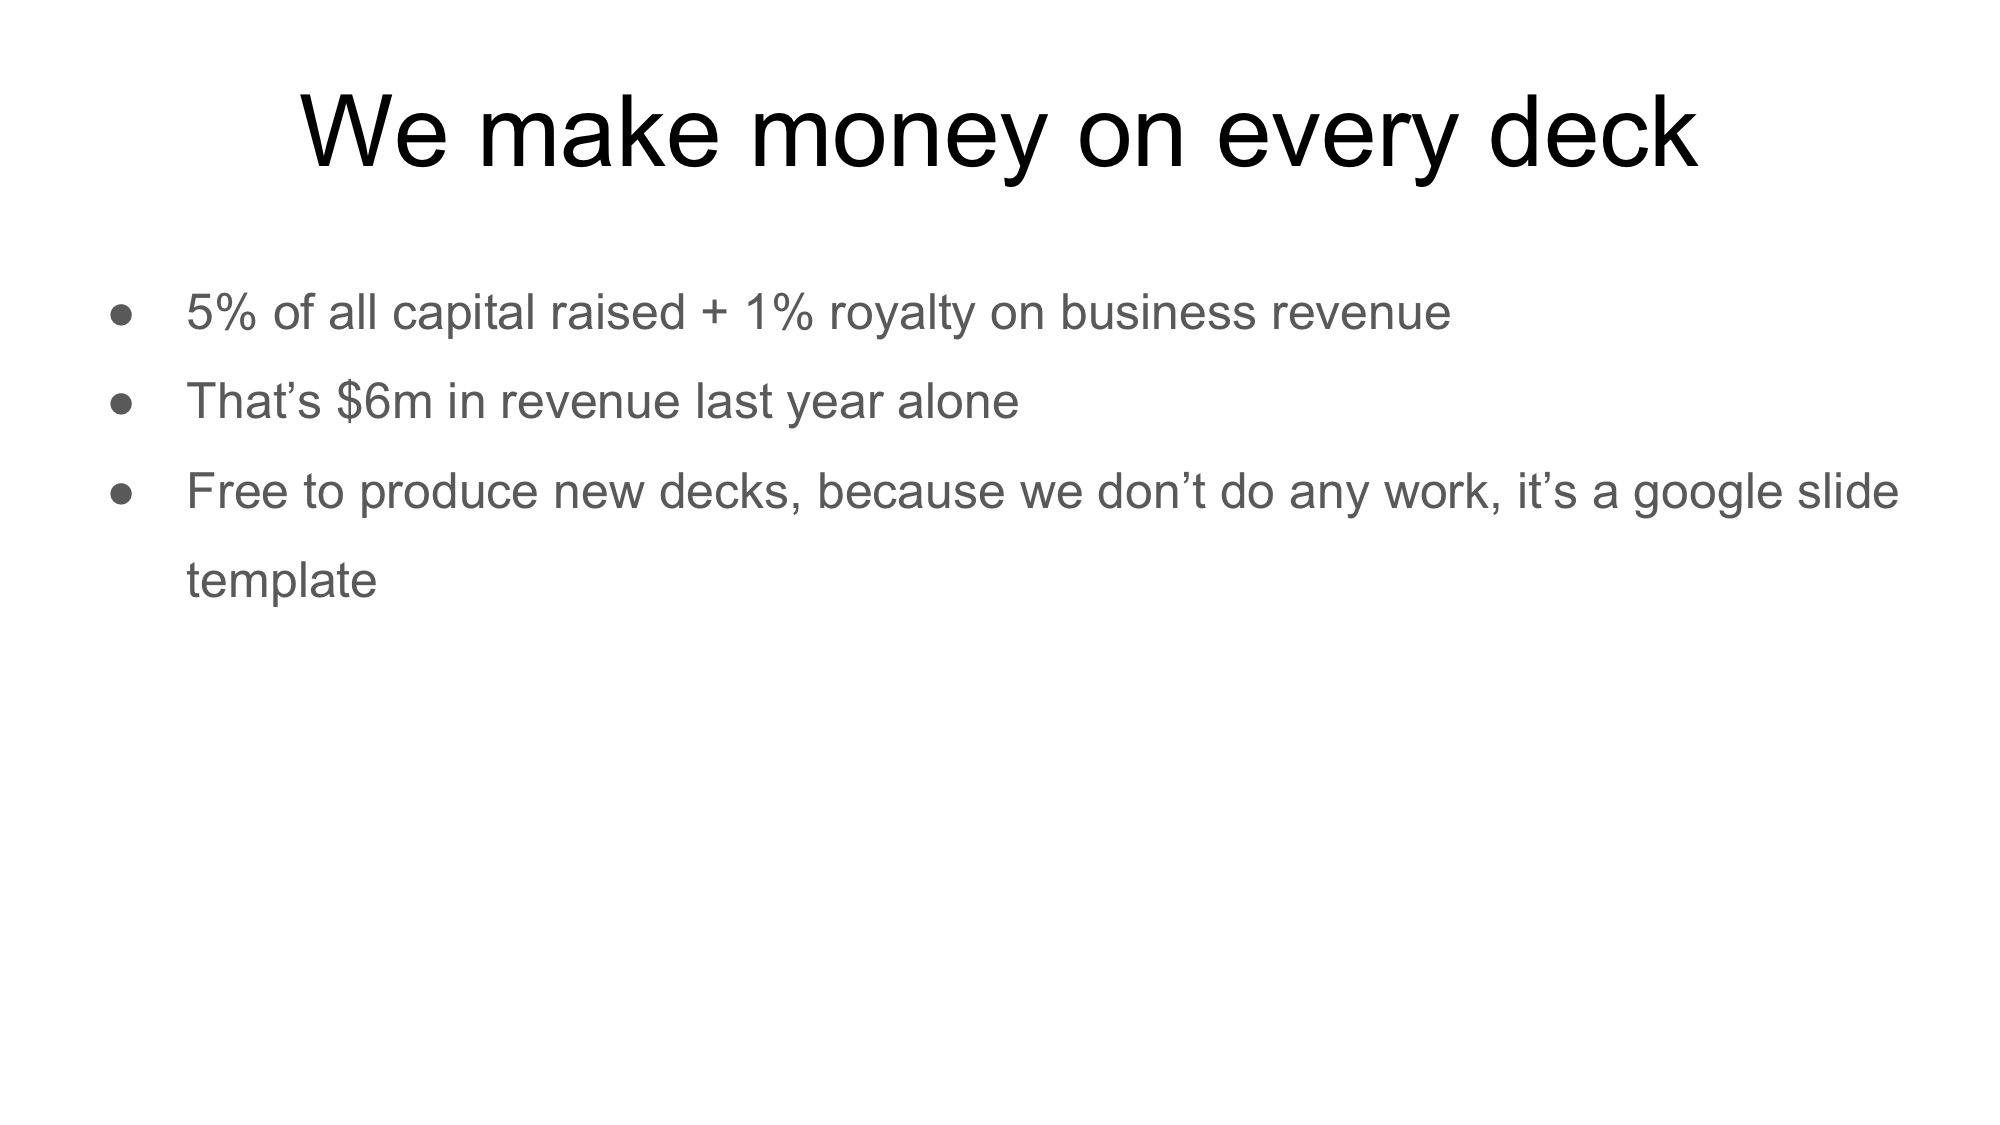 We make money on every deck
● 5% of all capital raised + 1% royalty on business revenue
● That’s $6m in revenue last year alone
● Free to produce new decks, because we don’t do any work, it’s a google slide
template